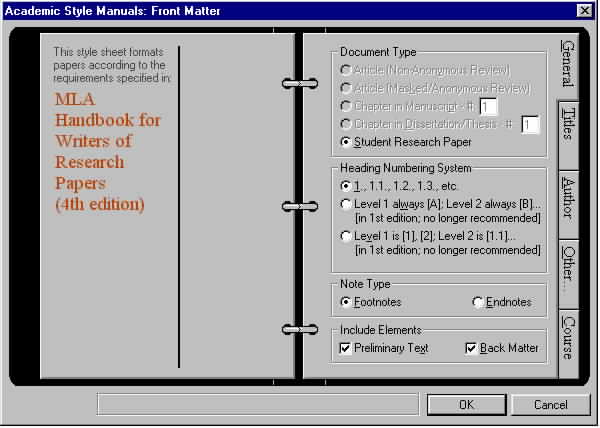 Academic Style Manuals: Front Matter
This style sheet formats
papers according to the
requirements specified in:
MLA
Handbook for
Writers of
Research
Papers
(4th edition)
Document Type
Article (Non-Anonymous Review)
Article (Masked/Anonymous Review)
Chapter in Manuscript - #: 1
Chapter in Dissertation/Thesis - #: 1
Student Research Paper
Heading Numbering System
1., 1.1., 1.2., 1.3., etc.
Level 1 always [A]; Level 2 always [B]...
[in 1st edition; no longer recommended]
Level 1 is [1], [2]; Level 2 is [1.1]...
[in 1st edition; no longer recommended]
Note Type
Footnotes
Endnotes
Include Elements
Preliminary Text
Back Matter
General
Titles
Author
Other...
Course
OK
Cancel